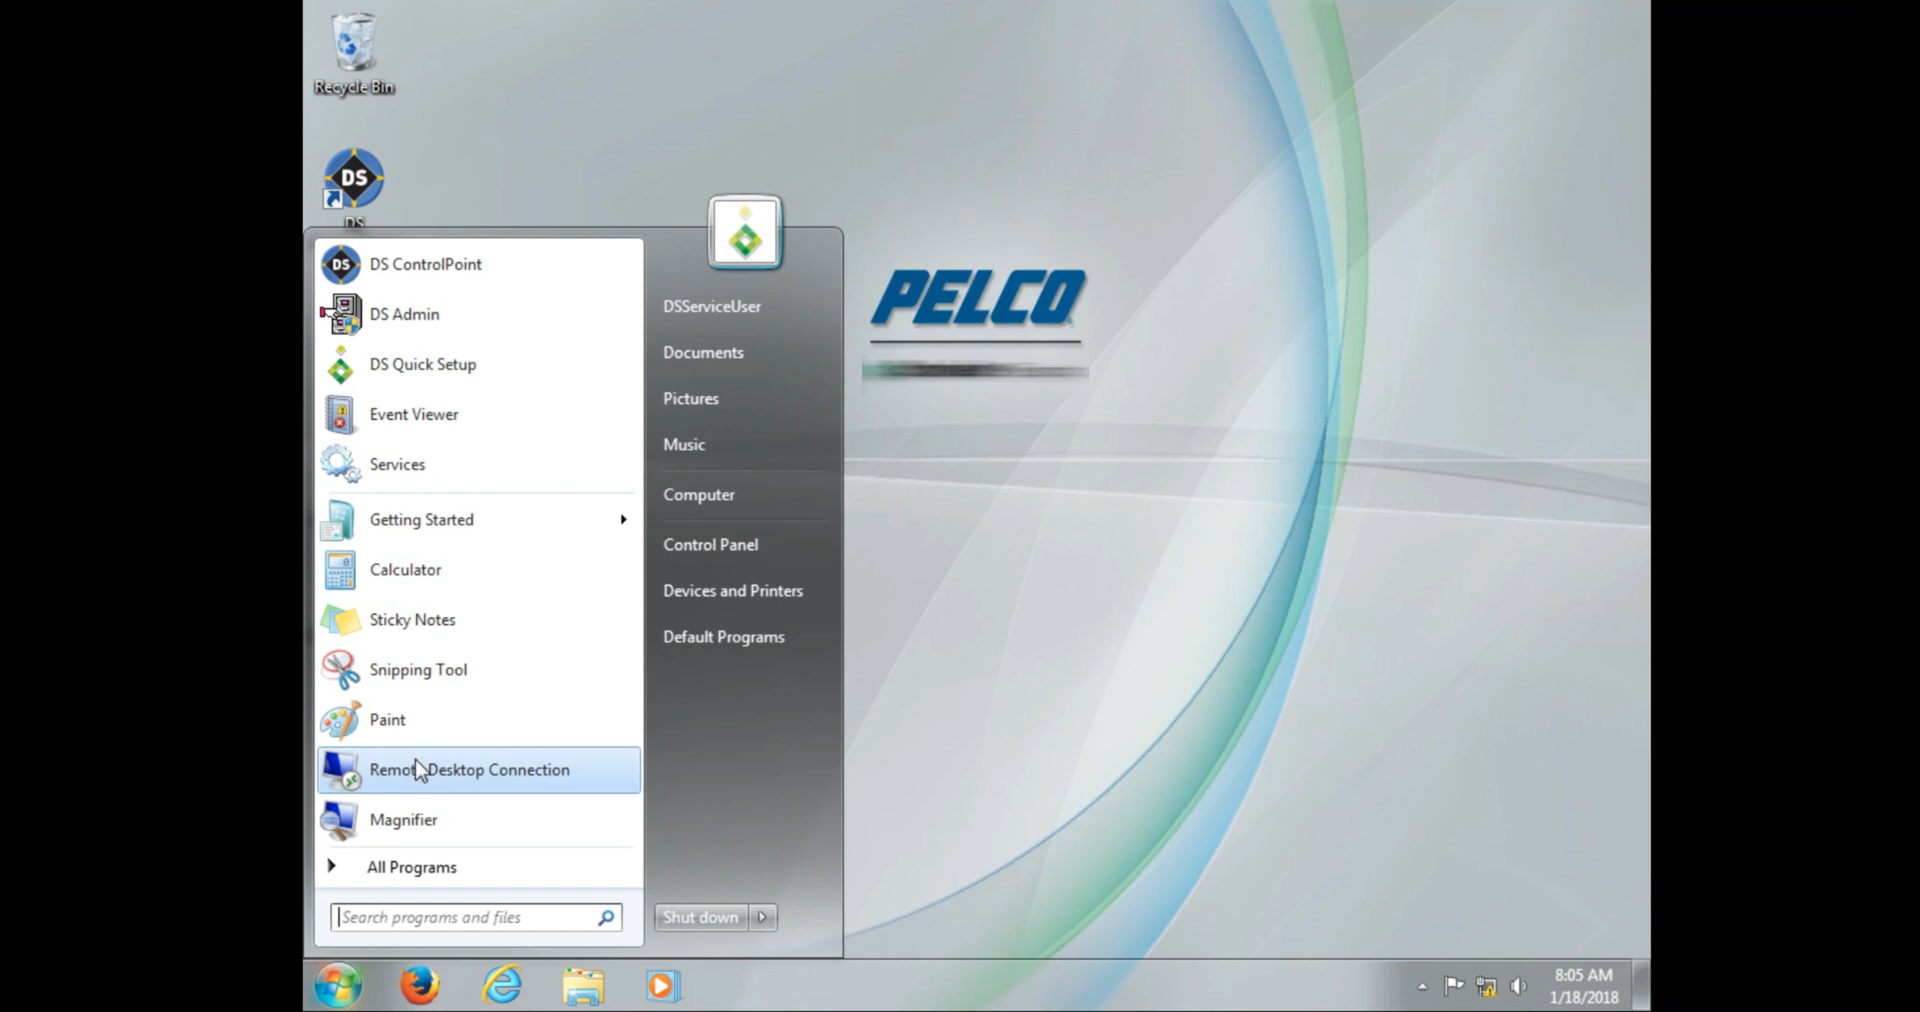 Recycle Bin
DS
DS
DS
DS ControlPoint
DS Admin
DS Quick Setup
Event Viewer
Services
Getting Started
Calculator
Sticky Notes
Snipping Tool
Paint
Remote Desktop Connection
Magnifier
All Programs
Search programs and files
DSServiceUser
Documents
Pictures
Music
Computer
Control Panel
Devices and Printers
Default Programs
Shut down
PELCO
8:05 AM
1/18/2018